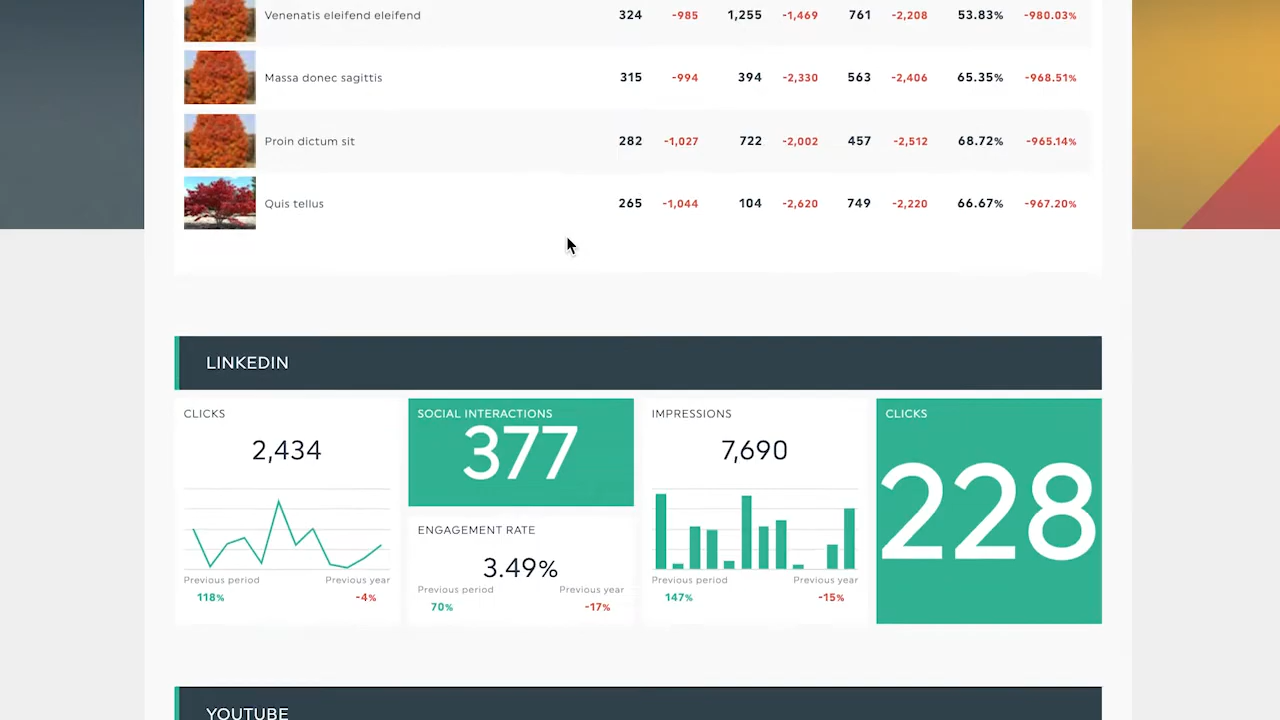 Venenatis eleifend eleifend 324 -985 1,255 -1,469 761 -2,208 53.83% -980.03%
Massa donec sagittis 315 -994 394 -2,330 563 -2,406 65.35% -968.51%
Proin dictum sit 282 -1,027 722 -2,002 457 -2,512 68.72% -965.14%
Quis tellus 265 -1,044 104 -2,620 749 -2,220 66.67% -967.20%
LINKEDIN
CLICKS
2,434
Previous period Previous year
118% -4%
SOCIAL INTERACTIONS
377
ENGAGEMENT RATE
3.49%
Previous period Previous year
70% -17%
IMPRESSIONS
7,690
Previous period Previous year
147% -15%
CLICKS
228
YOUTUBE